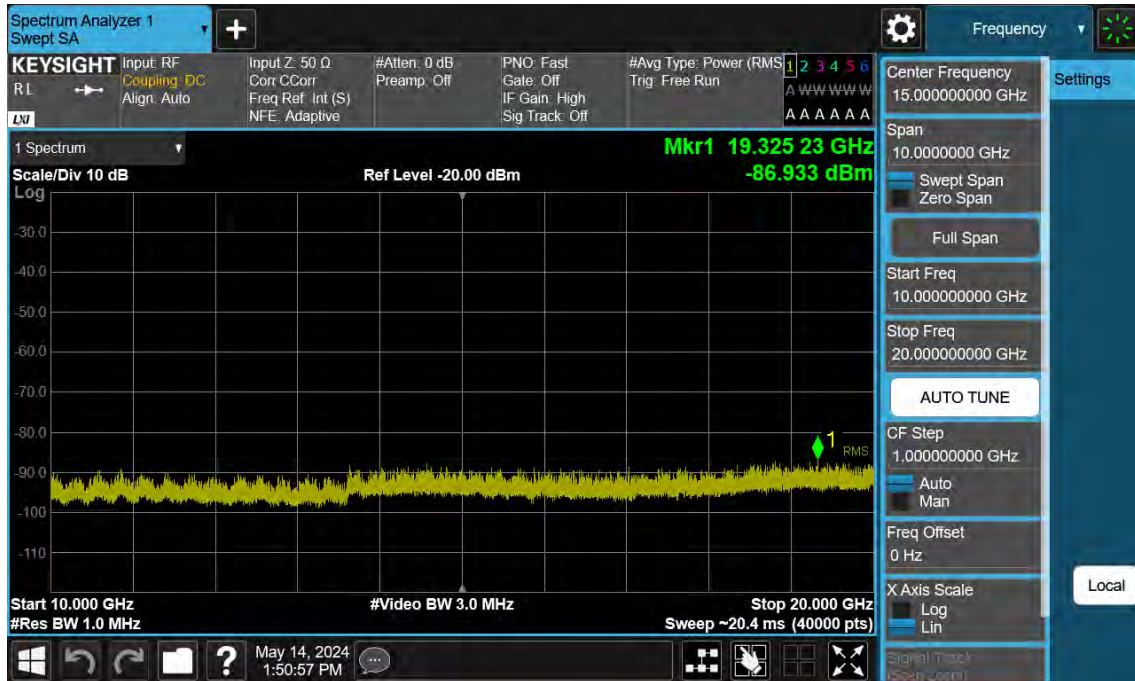 Spectrum Analyzer 1
Swept SA
Frequency
KEYSIGHT
RL
LXI
Input: RF
Coupling: DC
Align: Auto
Input Z: 50 Ω
Corr CCorr
Freq Ref: Int (S)
NFE: Adaptive
#Atten: 0 dB
Preamp: Off
PNO: Fast
Gate: Off
IF Gain: High
Sig Track: Off
#Avg Type: Power (RMS
Trig: Free Run
1 2 3 4 5 6
A W W W W W
A A A A A A
1 Spectrum
Mkr1 19.325 23 GHz
Scale/Div 10 dB
Ref Level -20.00 dBm
-86.933 dBm
Log
-30.0
-40.0
-50.0
-60.0
-70.0
-80.0
1
RMS
-90.0
-100
-110
Start 10.000 GHz
#Video BW 3.0 MHz
Stop 20.000 GHz
#Res BW 1.0 MHz
Sweep ~20.4 ms (40000 pts)
?
May 14, 2024
1:50:57 PM
Center Frequency
15.000000000 GHz
Span
10.0000000 GHz
Swept Span
Zero Span
Full Span
Start Freq
10.000000000 GHz
Stop Freq
20.000000000 GHz
AUTO TUNE
CF Step
1.000000000 GHz
Auto
Man
Freq Offset
0 Hz
X Axis Scale
Log
Lin
Signal Track
(Span Zoom)
Settings
Local